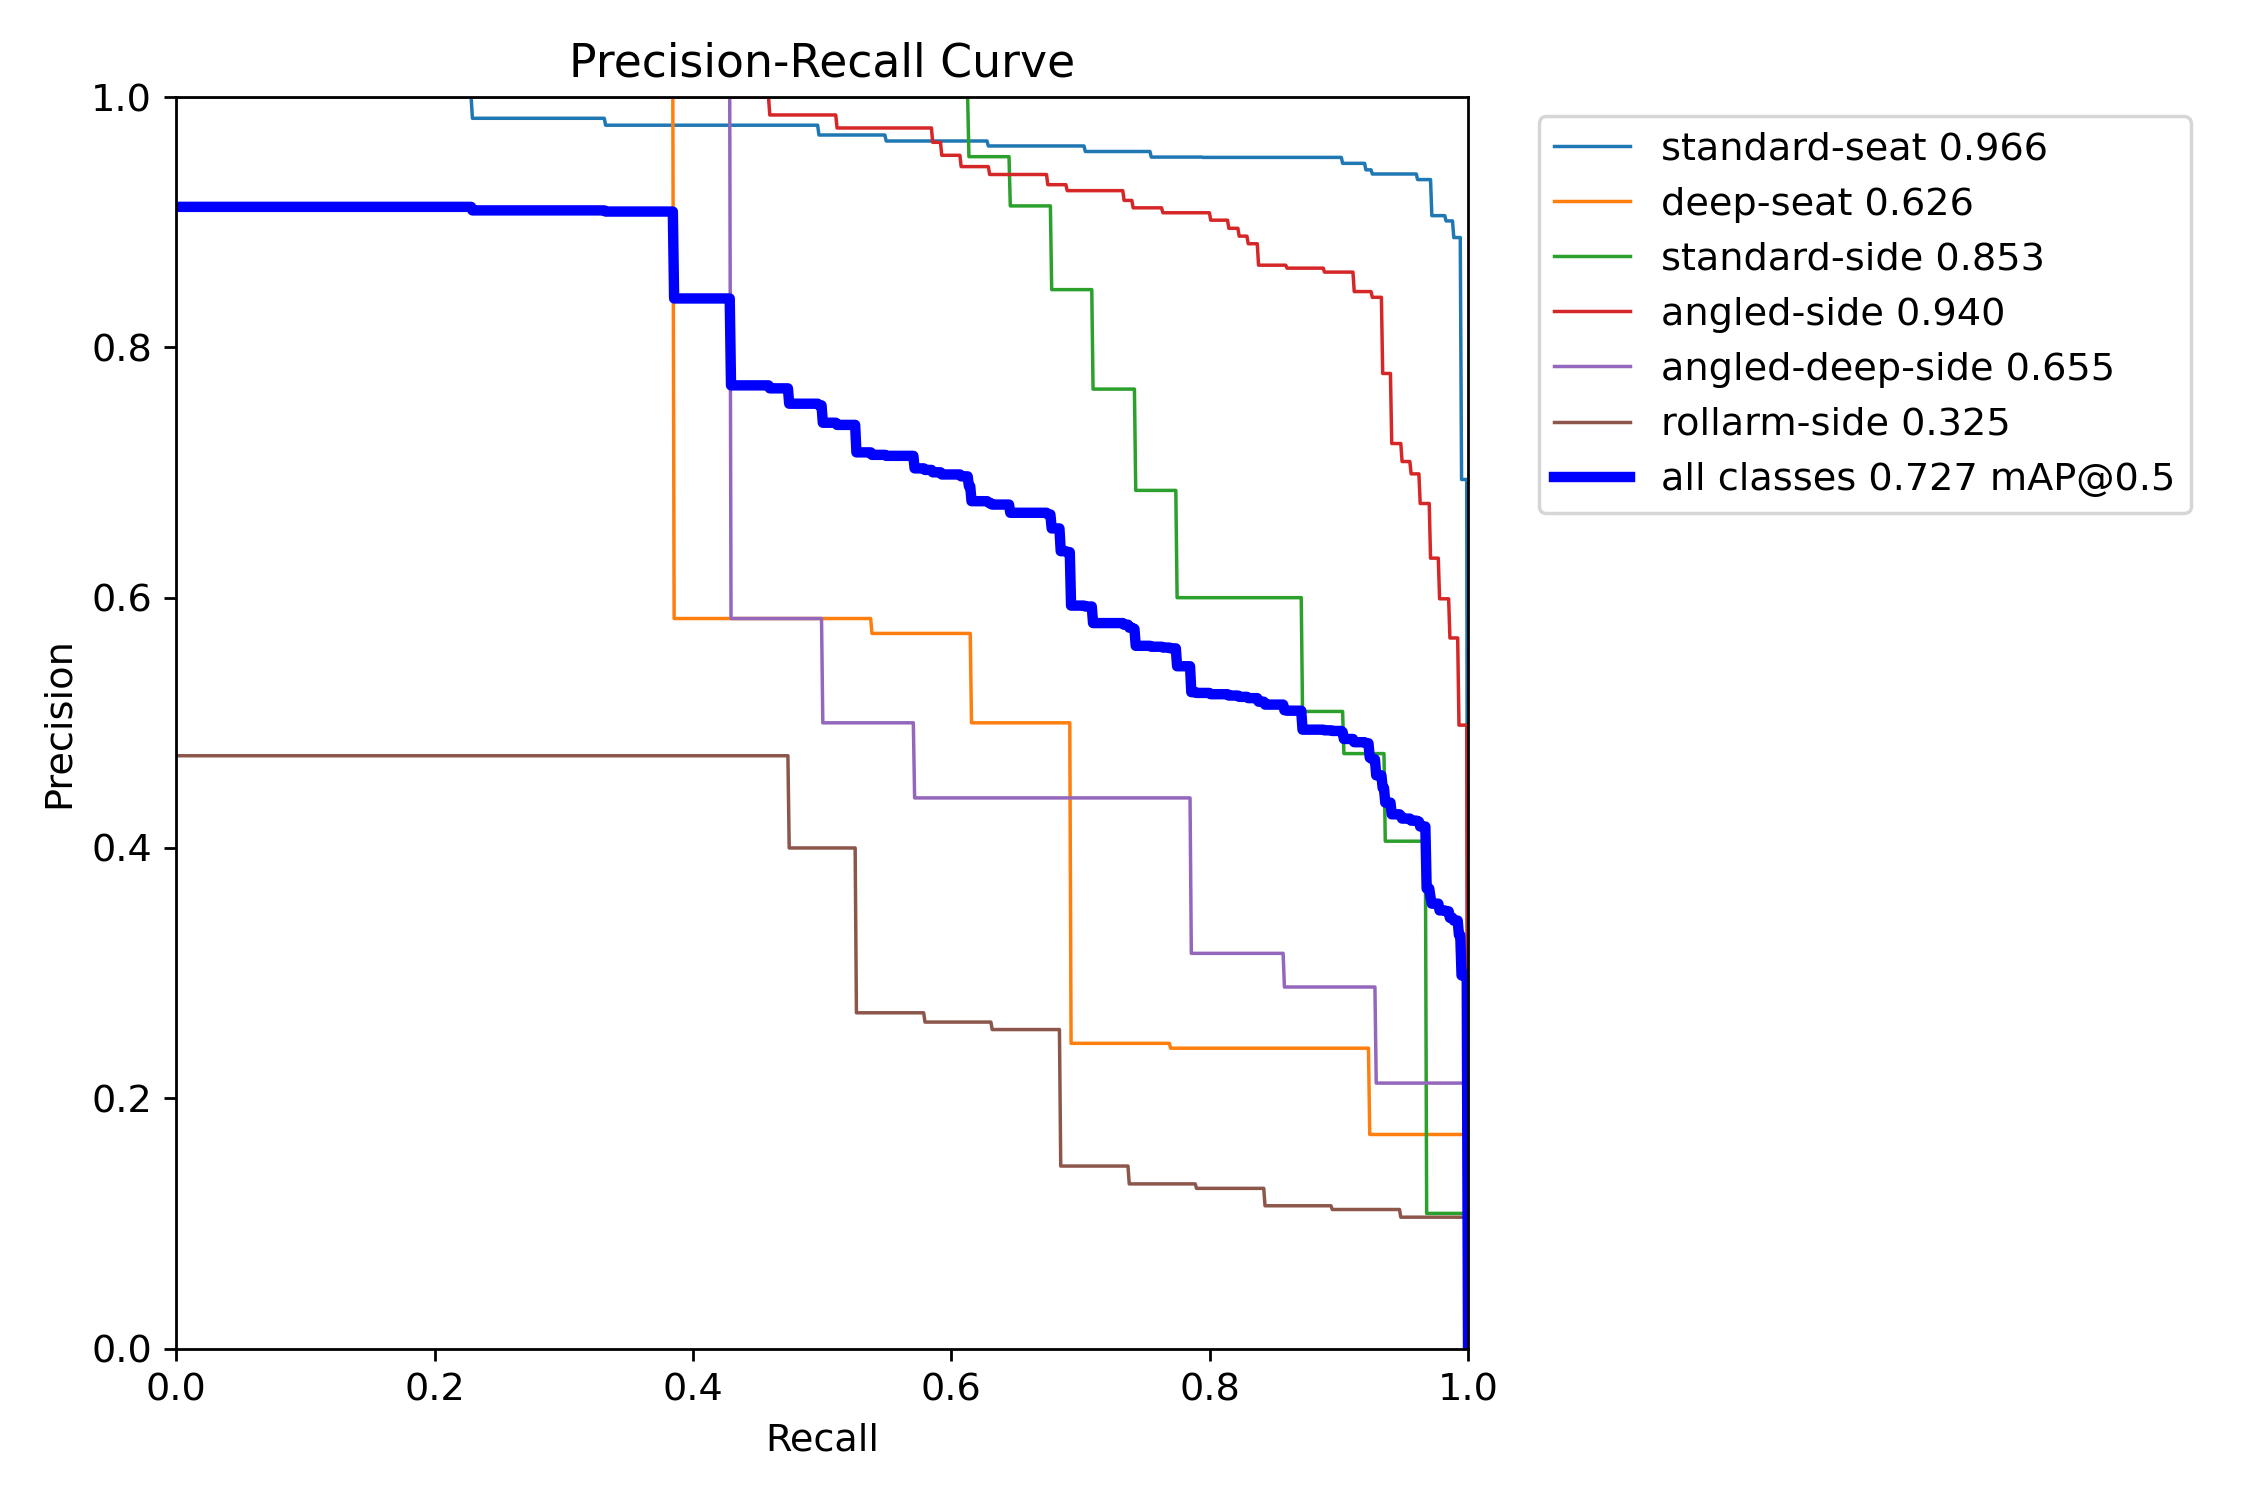 Precision-Recall Curve
1.0
0.8
0.6
0.4
0.2
0.0
Precision
0.0 0.2 0.4 0.6 0.8 1.0
Recall
standard-seat 0.966
deep-seat 0.626
standard-side 0.853
angled-side 0.940
angled-deep-side 0.655
rollarm-side 0.325
all classes 0.727 mAP@0.5